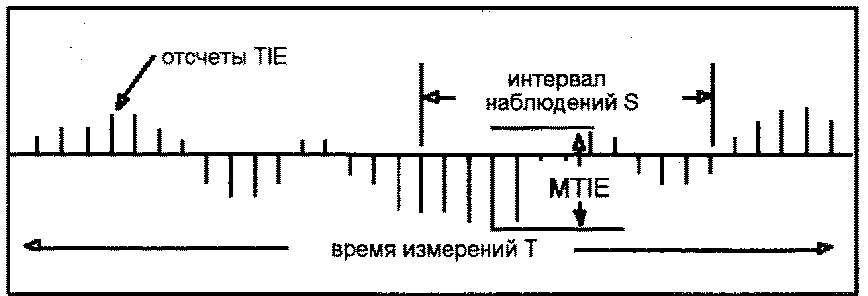 отсчеты TIE
интервал
наблюдений S
MTIE
время измерений T